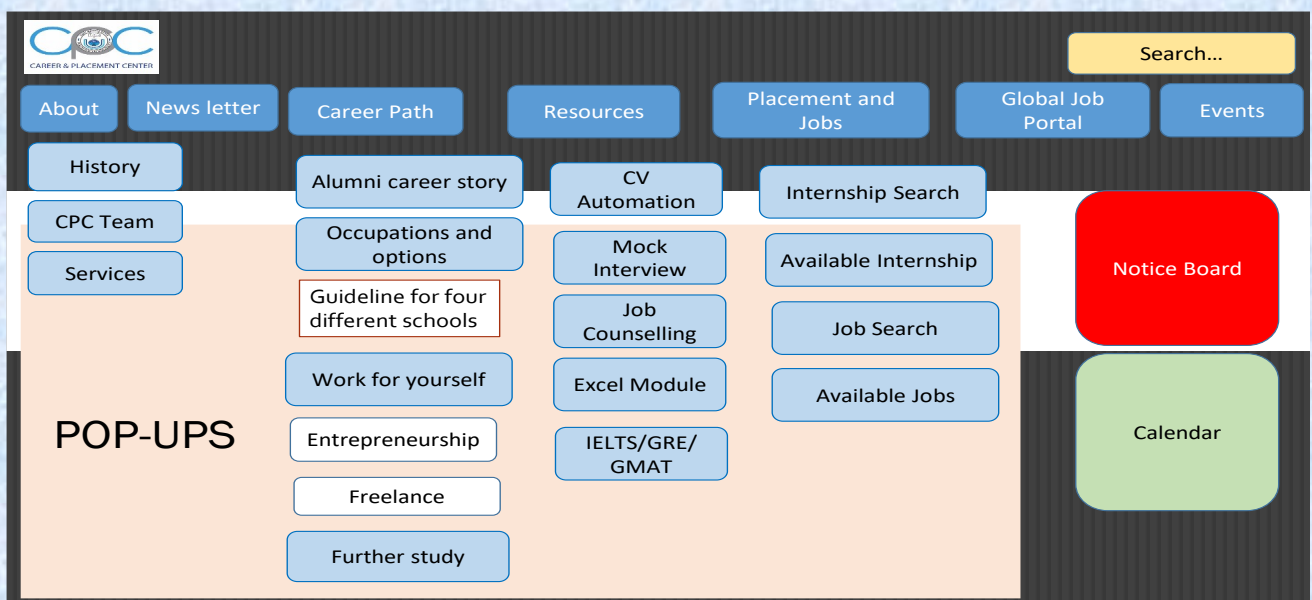 CPC
CAREER & PLACEMENT CENTER
Search...
About
News letter
Career Path
Resources
Placement and
Jobs
Global Job
Portal
Events
History
CPC Team
Services
Alumni career story
Occupations and
options
Guideline for four
different schools
Work for yourself
Entrepreneurship
Freelance
Further study
CV
Automation
Mock
Interview
Job
Counselling
Excel Module
IELTS/GRE/
GMAT
Internship Search
Available Internship
Job Search
Available Jobs
Notice Board
Calendar
POP-UPS